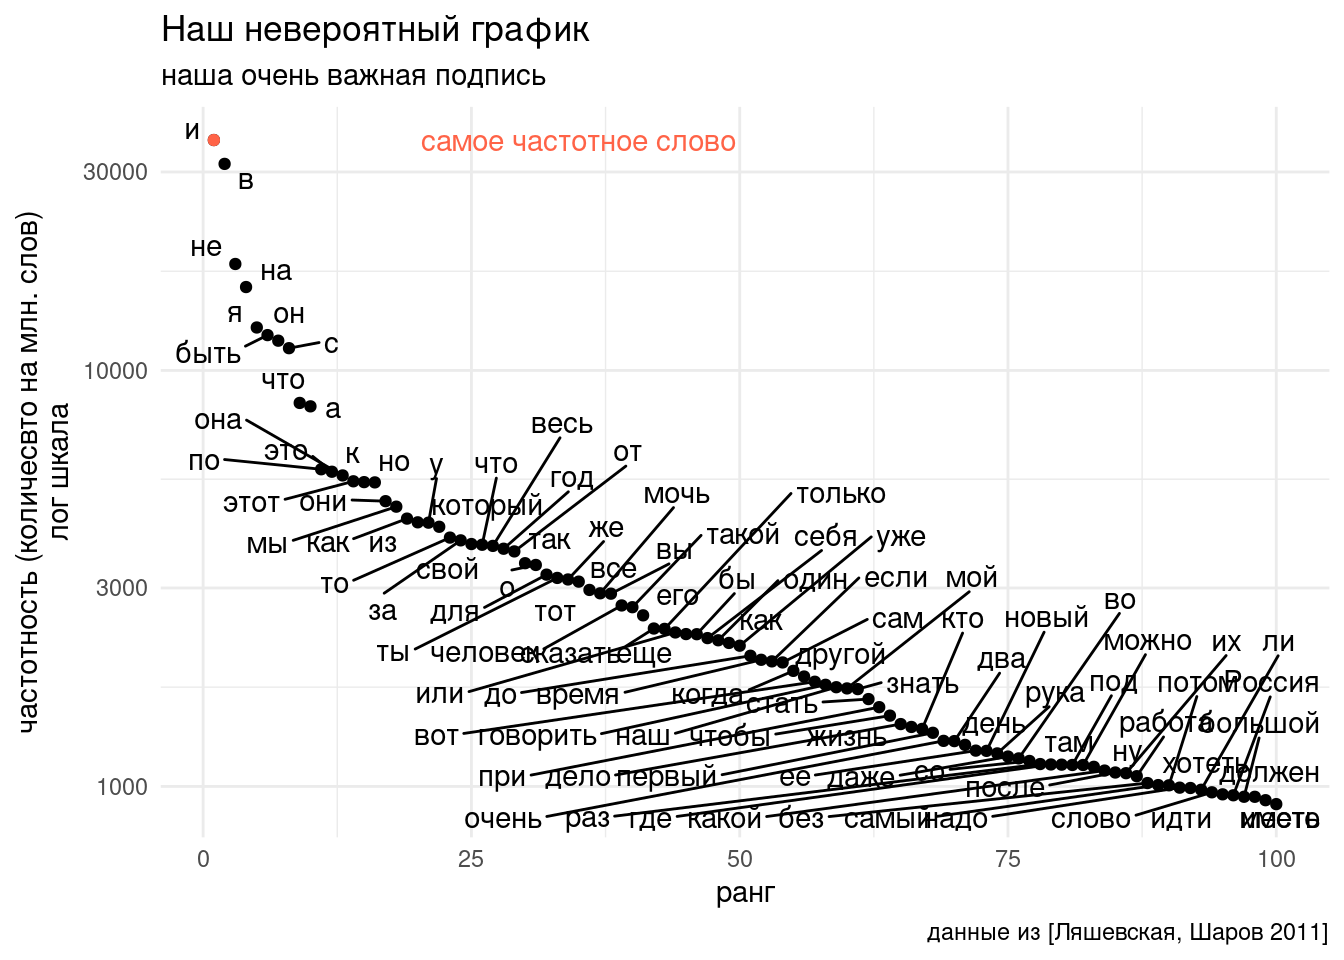 Наш невероятный график
наша очень важная подпись
и
самое частотное слово
30000
в
не
на
я
он
быть
с
10000
что
а
она
весь
это
к
по
но
у
что
от
год
мочь
только
этот
они
который
мы
как
из
так
же
такой
себя
уже
вы
свой
все
то
о
3000
бы
один
если
мой
за
для
тот
его
как
сам
кто
новый
во
ты
человек
сказать
еще
другой
два
можно
их
ли
или
до
время
когда
стать
знать
рука
под
потом
Р
Россия
вот
говорить
наш
чтобы
жизнь
день
там
работа
большой
ну
при
дело
первый
ее
даже
со
после
хотеть
должен
1000
очень
раз
где
какой
без
самый
надо
слово
идти
иметь
0
25
50
75
100
ранг
частотность (количесвто на млн. слов)
лог шкала
данные из [Ляшевская, Шаров 2011]